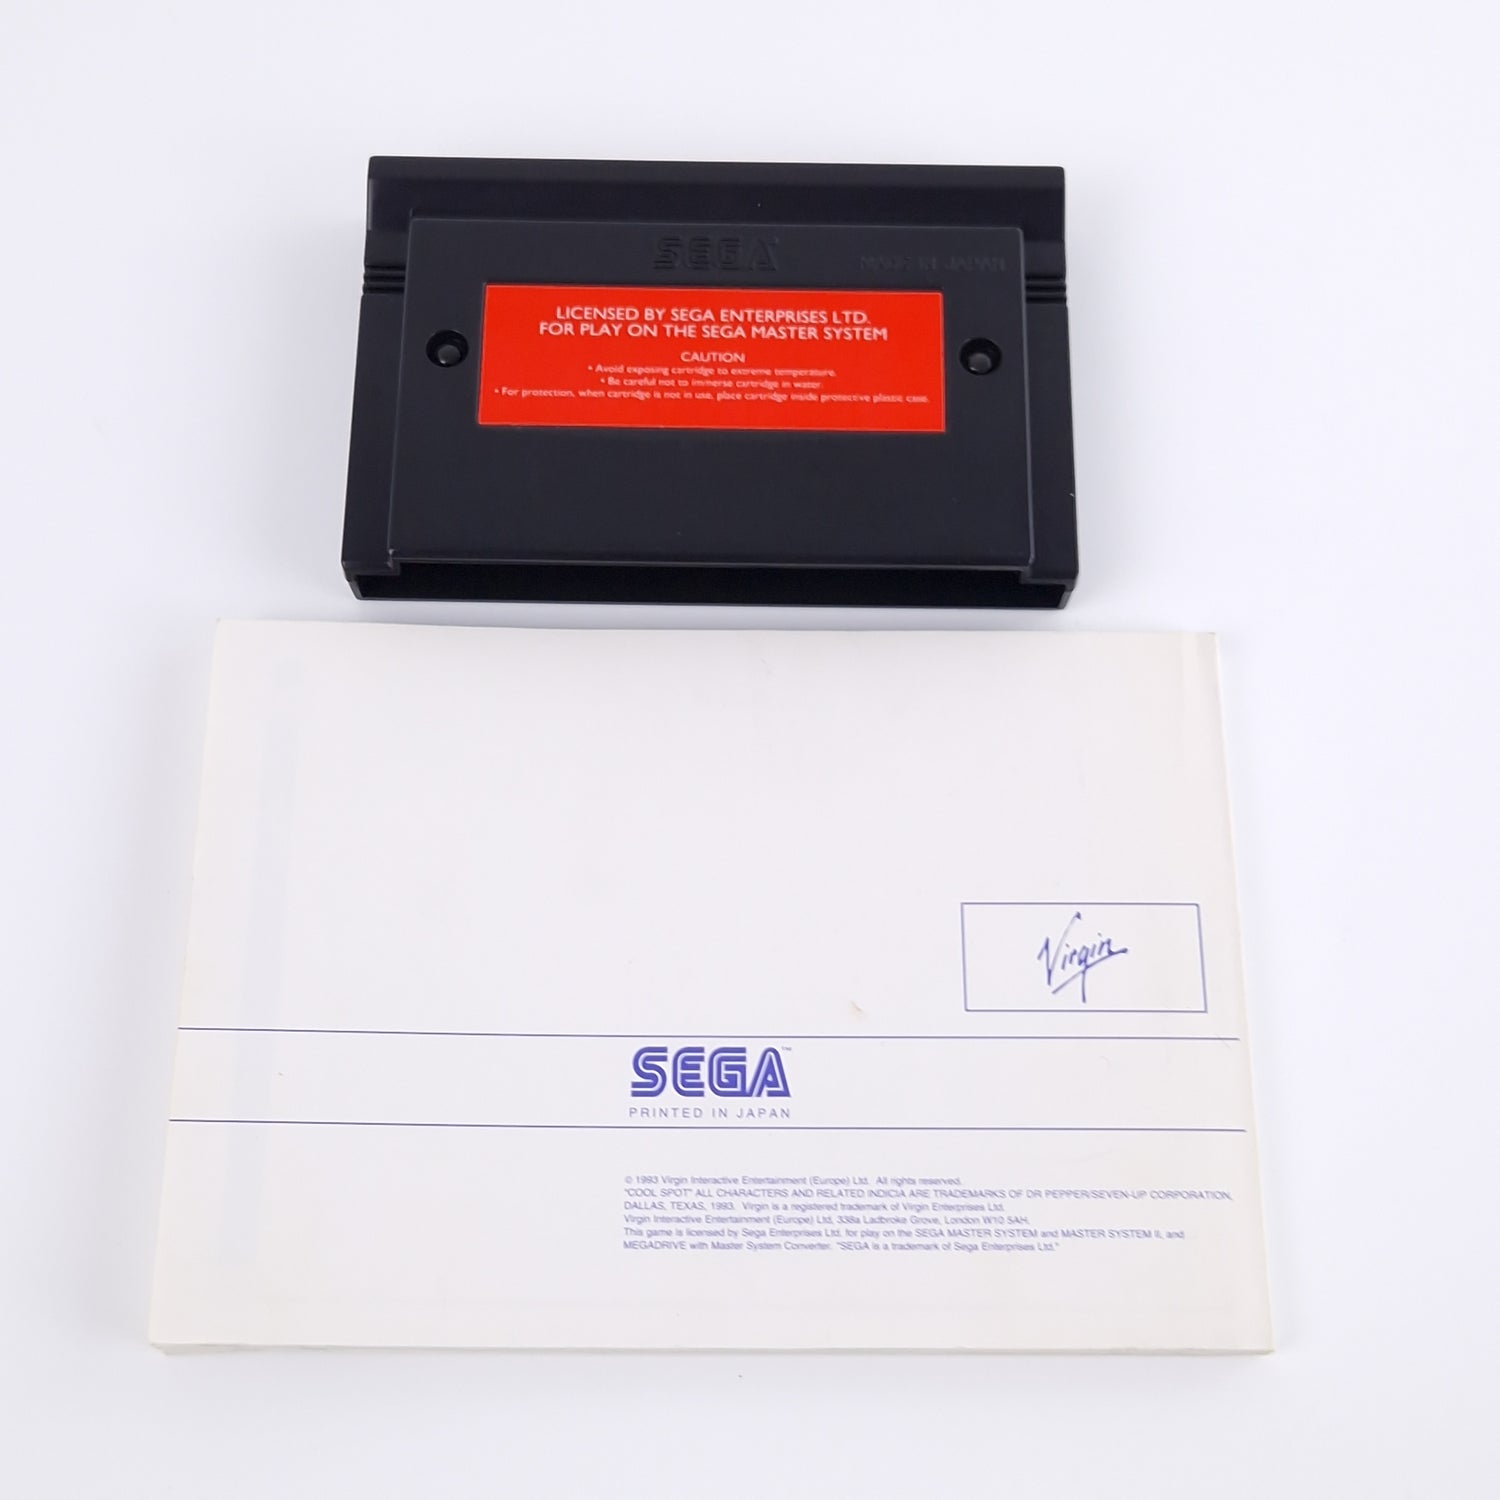 SEGA
MADE IN JAPAN
LICENSED BY SEGA ENTERPRISES LTD.
FOR PLAY ON THE SEGA MASTER SYSTEM
CAUTION
• Avoid exposing cartridge to extreme temperature.
• Be careful not to immerse cartridge in water.
• For protection, when cartridge is not in use, place cartridge inside protective plastic case.
Virgin
SEGA™
PRINTED IN JAPAN
© 1993 Virgin Interactive Entertainment (Europe) Ltd. All rights reserved.
"COOL SPOT" ALL CHARACTERS AND RELATED INDICIA ARE TRADEMARKS OF DR PEPPER/SEVEN-UP CORPORATION,
DALLAS, TEXAS, 1993. Virgin is a registered trademark of Virgin Enterprises Ltd.
Virgin Interactive Entertainment (Europe) Ltd, 338a Ladbroke Grove, London W10 5AH.
This game is licensed by Sega Enterprises Ltd. for play on the SEGA MASTER SYSTEM and MASTER SYSTEM II, and
MEGADRIVE with Master System Converter. "SEGA is a trademark of Sega Enterprises Ltd."